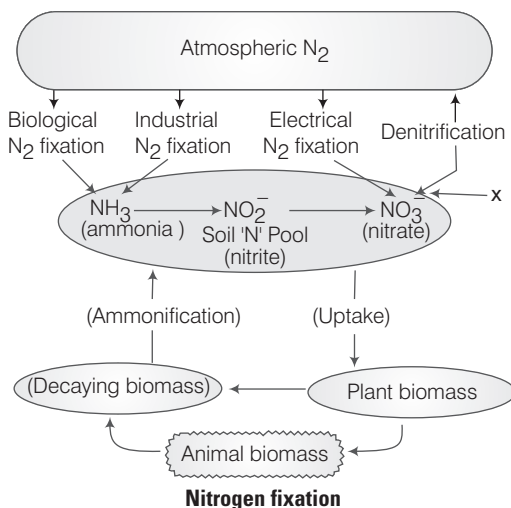 Atmospheric N₂
Biological
N₂ fixation
Industrial
N₂ fixation
Electrical
N₂ fixation
Denitrification
x
NH₃
(ammonia )
NO₂⁻
Soil 'N' Pool
(nitrite)
NO₃⁻
(nitrate)
(Ammonification)
(Uptake)
(Decaying biomass)
Plant biomass
Animal biomass
Nitrogen fixation